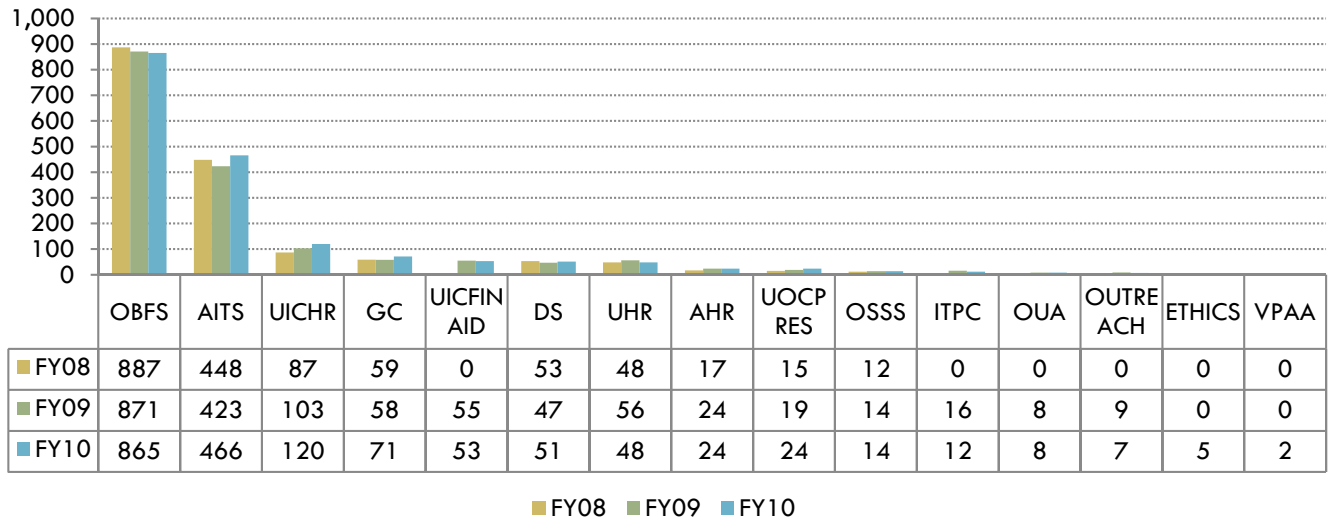 1,000
900
800
700
600
500
400
300
200
100
0
OBFS AITS UICHR GC UICFIN AID DS UHR AHR UOCP RES OSSS ITPC OUA OUTRE ACH ETHICS VPAA
FY08 887 448 87 59 0 53 48 17 15 12 0 0 0 0 0
FY09 871 423 103 58 55 47 56 24 19 14 16 8 9 0 0
FY10 865 466 120 71 53 51 48 24 24 14 12 8 7 5 2
FY08 FY09 FY10